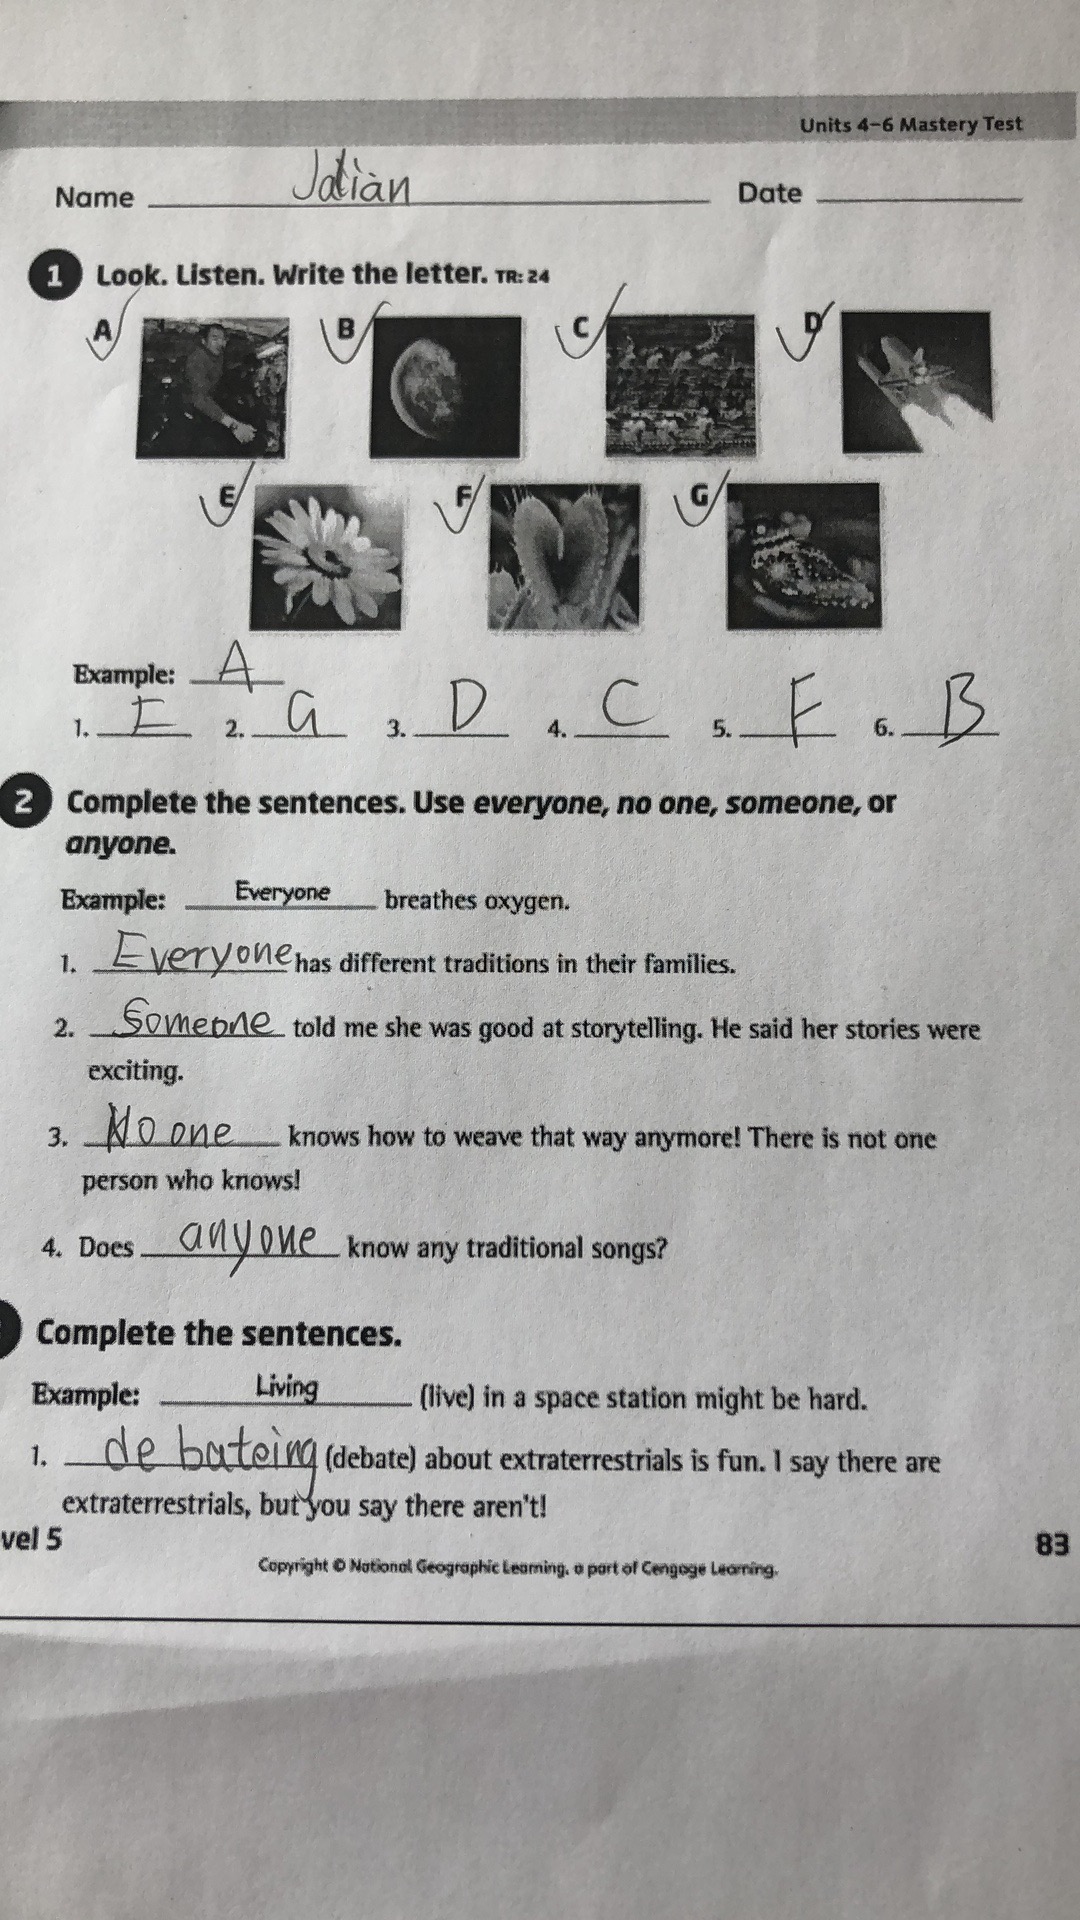 Units 4–6 Mastery Test
Name Julian Date
1 Look. Listen. Write the letter. TR: 24
A B C D
E F G
Example: A
1. E 2. G 3. D 4. C 5. F 6. B
2 Complete the sentences. Use everyone, no one, someone, or
anyone.
Example: Everyone breathes oxygen.
1. Everyone has different traditions in their families.
2. Someone told me she was good at storytelling. He said her stories were
exciting.
3. No one knows how to weave that way anymore! There is not one
person who knows!
4. Does anyone know any traditional songs?
Complete the sentences.
Example: Living (live) in a space station might be hard.
1. debateing (debate) about extraterrestrials is fun. I say there are
extraterrestrials, but you say there aren't!
vel 5 83
Copyright © National Geographic Learning, a part of Cengage Learning.